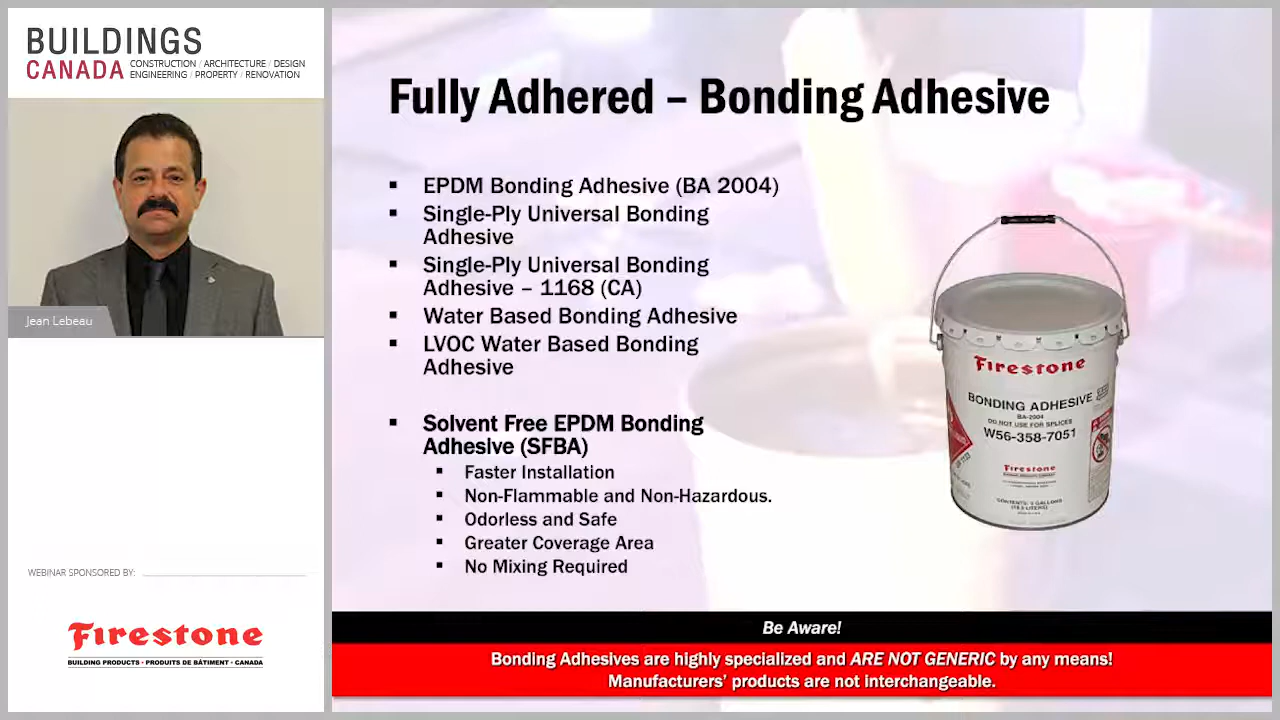 BUILDINGS
CANADA
CONSTRUCTION / ARCHITECTURE / DESIGN
ENGINEERING / PROPERTY / RENOVATION
Jean Lebeau
WEBINAR SPONSORED BY:
Firestone
BUILDING PRODUCTS • PRODUITS DE BÂTIMENT • CANADA
Fully Adhered – Bonding Adhesive
▪ EPDM Bonding Adhesive (BA 2004)
▪ Single-Ply Universal Bonding
Adhesive
▪ Single-Ply Universal Bonding
Adhesive – 1168 (CA)
▪ Water Based Bonding Adhesive
▪ LVOC Water Based Bonding
Adhesive
▪ Solvent Free EPDM Bonding
Adhesive (SFBA)
▪ Faster Installation
▪ Non-Flammable and Non-Hazardous.
▪ Odorless and Safe
▪ Greater Coverage Area
▪ No Mixing Required
Firestone
BONDING ADHESIVE
BA-2004
DO NOT USE FOR SPLICES
W56-358-7051
Firestone
CONTENTS: 5 GALLONS
Be Aware!
Bonding Adhesives are highly specialized and ARE NOT GENERIC by any means!
Manufacturers’ products are not interchangeable.